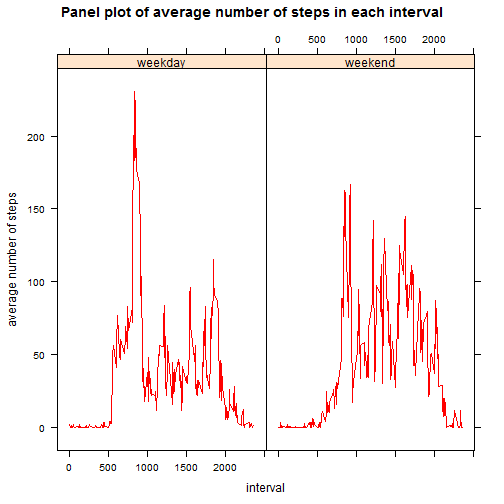 Panel plot of average number of steps in each interval
0 500 1000 1500 2000
weekday weekend
200
150
100
50
0
average number of steps
0 500 1000 1500 2000
interval